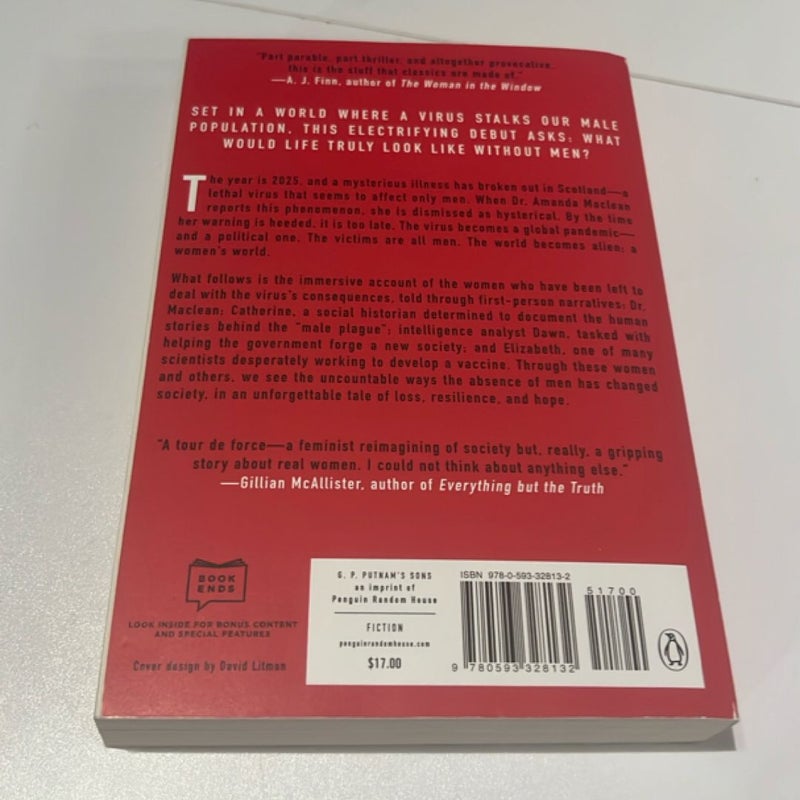 "Part parable, part thriller, and altogether provocative...
this is the stuff that classics are made of."
—A. J. Finn, author of The Woman in the Window
SET IN A WORLD WHERE A VIRUS STALKS OUR MALE
POPULATION, THIS ELECTRIFYING DEBUT ASKS: WHAT
WOULD LIFE TRULY LOOK LIKE WITHOUT MEN?
The year is 2025, and a mysterious illness has broken out in Scotland—a
lethal virus that seems to affect only men. When Dr. Amanda Maclean
reports this phenomenon, she is dismissed as hysterical. By the time
her warning is heeded, it is too late. The virus becomes a global pandemic—
and a political one. The victims are all men. The world becomes alien: a
women's world.
What follows is the immersive account of the women who have been left to
deal with the virus's consequences, told through first-person narratives: Dr.
Maclean; Catherine, a social historian determined to document the human
stories behind the "male plague"; intelligence analyst Dawn, tasked with
helping the government forge a new society; and Elizabeth, one of many
scientists desperately working to develop a vaccine. Through these women
and others, we see the uncountable ways the absence of men has changed
society, in an unforgettable tale of loss, resilience, and hope.
"A tour de force—a feminist reimagining of society but, really, a gripping
story about real women. I could not think about anything else."
—Gillian McAllister, author of Everything but the Truth
BOOK
ENDS
LOOK INSIDE FOR BONUS CONTENT
AND SPECIAL FEATURES
Cover design by David Litman
G. P. PUTNAM'S SONS
an imprint of
Penguin Random House
FICTION
penguinrandomhouse.com
$17.00
ISBN 978-0-593-32813-2
51700
9 780593 328132